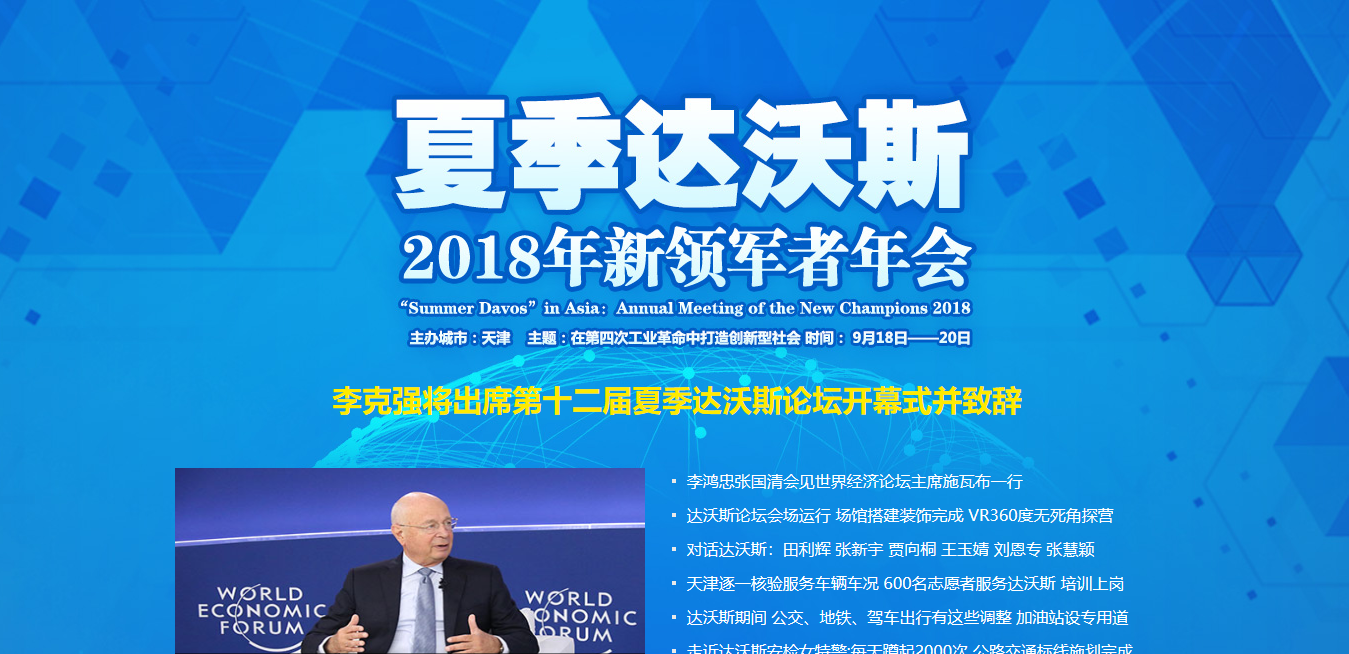 夏季达沃斯
2018年新领军者年会
“Summer Davos”in Asia：Annual Meeting of the New Champions 2018
主办城市：天津 主题：在第四次工业革命中打造创新型社会 时间： 9月18日——20日
李克强将出席第十二届夏季达沃斯论坛开幕式并致辞
李鸿忠张国清会见世界经济论坛主席施瓦布一行
达沃斯论坛会场运行 场馆搭建装饰完成 VR360度无死角探营
对话达沃斯：田利辉 张新宇 贾向桐 王玉婧 刘恩专 张慧颖
天津逐一核验服务车辆车况 600名志愿者服务达沃斯 培训上岗
达沃斯期间 公交、地铁、驾车出行有这些调整 加油站设专用道
走近达沃斯安检女特警:每天蹲起2000次 公路交通标线施划完成
WORLD
ECONOMIC
FORUM
WORLD
ECONOMIC
FORUM